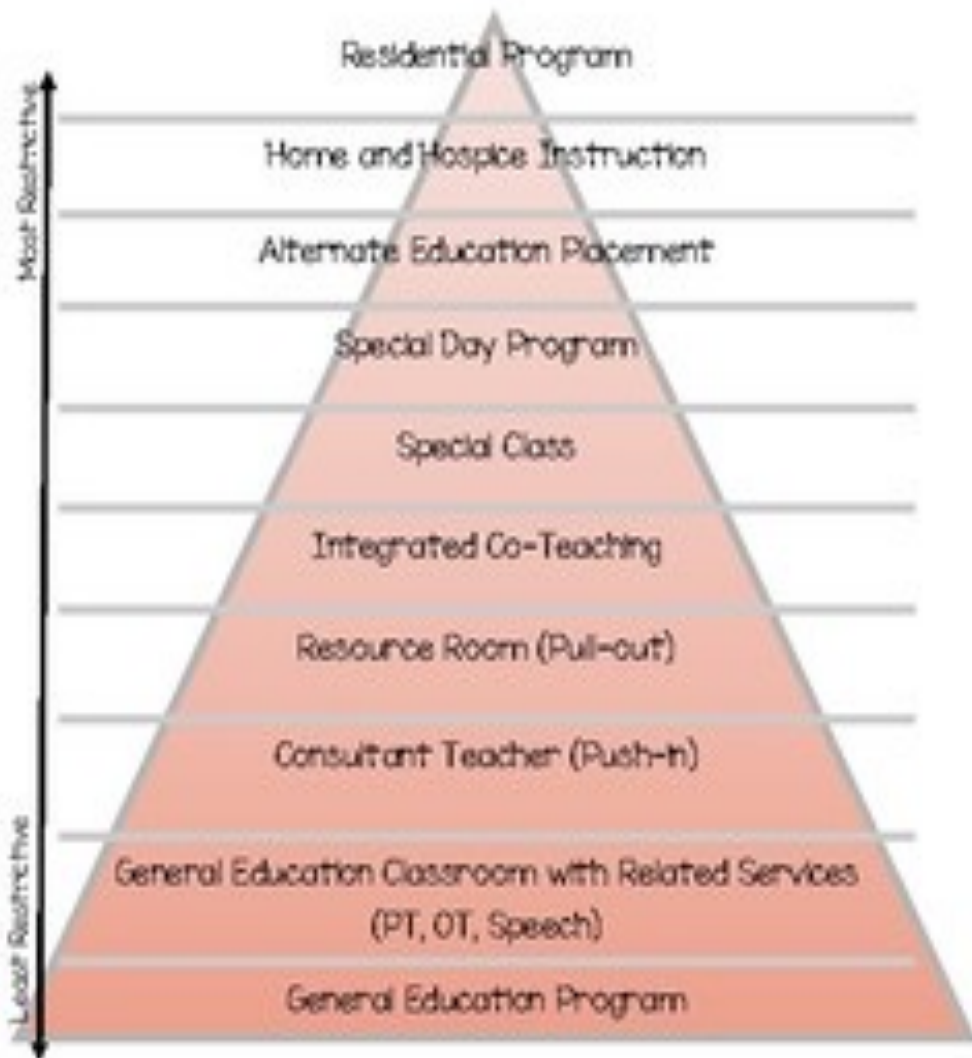 Residential Program
Home and Hospice Instruction
Alternate Education Placement
Special Day Program
Special Class
Integrated Co-Teaching
Resource Room (Pull-out)
Consultant Teacher (Push-in)
General Education Classroom with Related Services
(PT, OT, Speech)
General Education Program
Most Restrictive
Least Restrictive